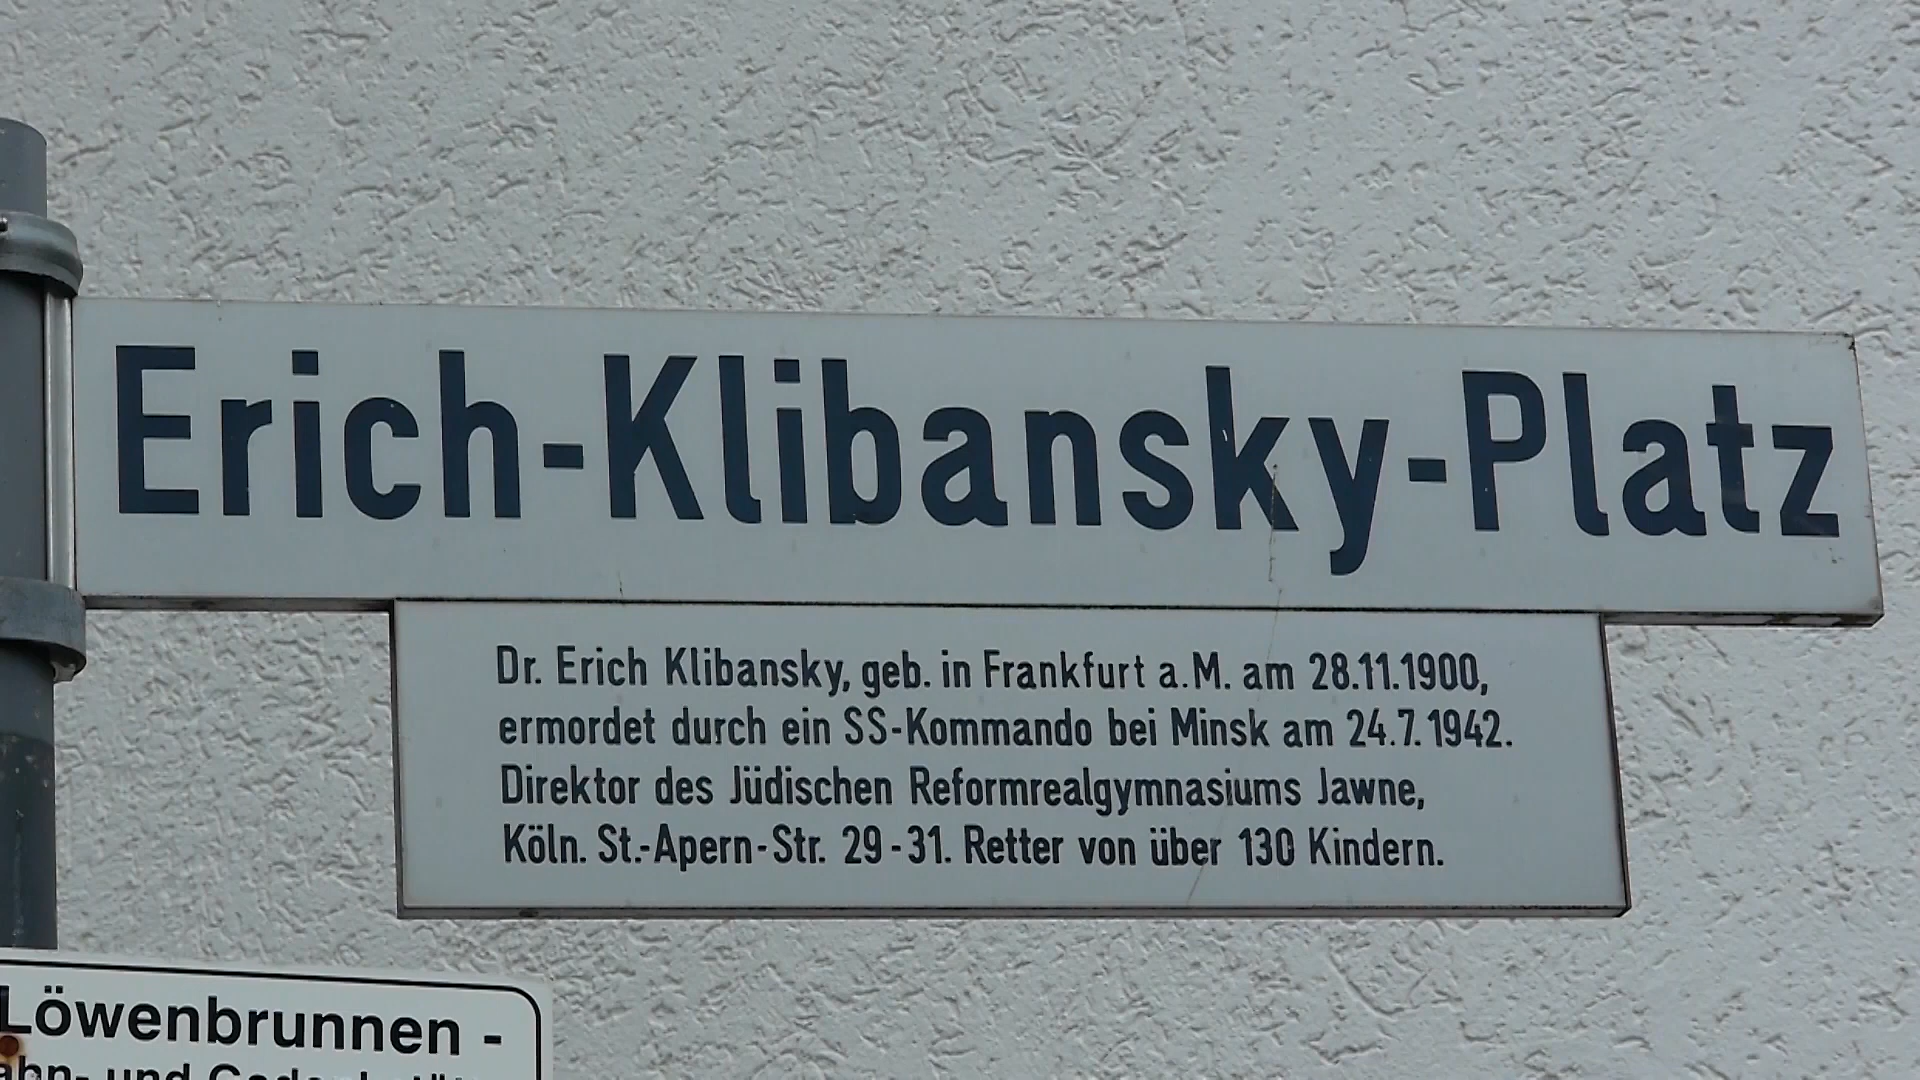 Erich-Klibansky-Platz
Dr. Erich Klibansky, geb. in Frankfurt a.M. am 28.11.1900,
ermordet durch ein SS-Kommando bei Minsk am 24.7.1942.
Direktor des Jüdischen Reformrealgymnasiums Jawne,
Köln. St.-Apern-Str. 29-31. Retter von über 130 Kindern.
Löwenbrunnen -
und